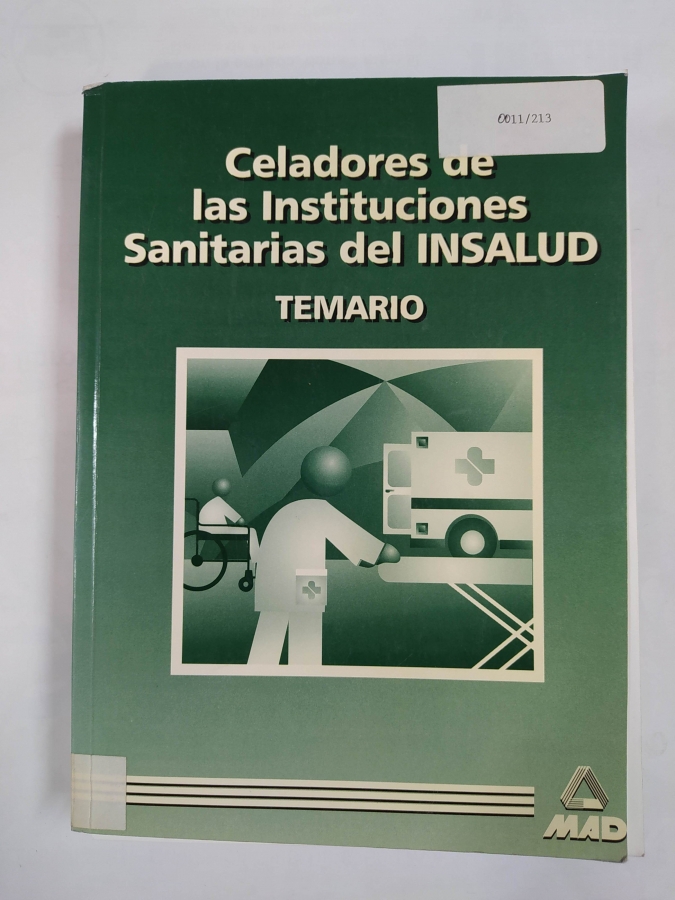 0011/213
Celadores de
las Instituciones
Sanitarias del INSALUD
TEMARIO
MAD